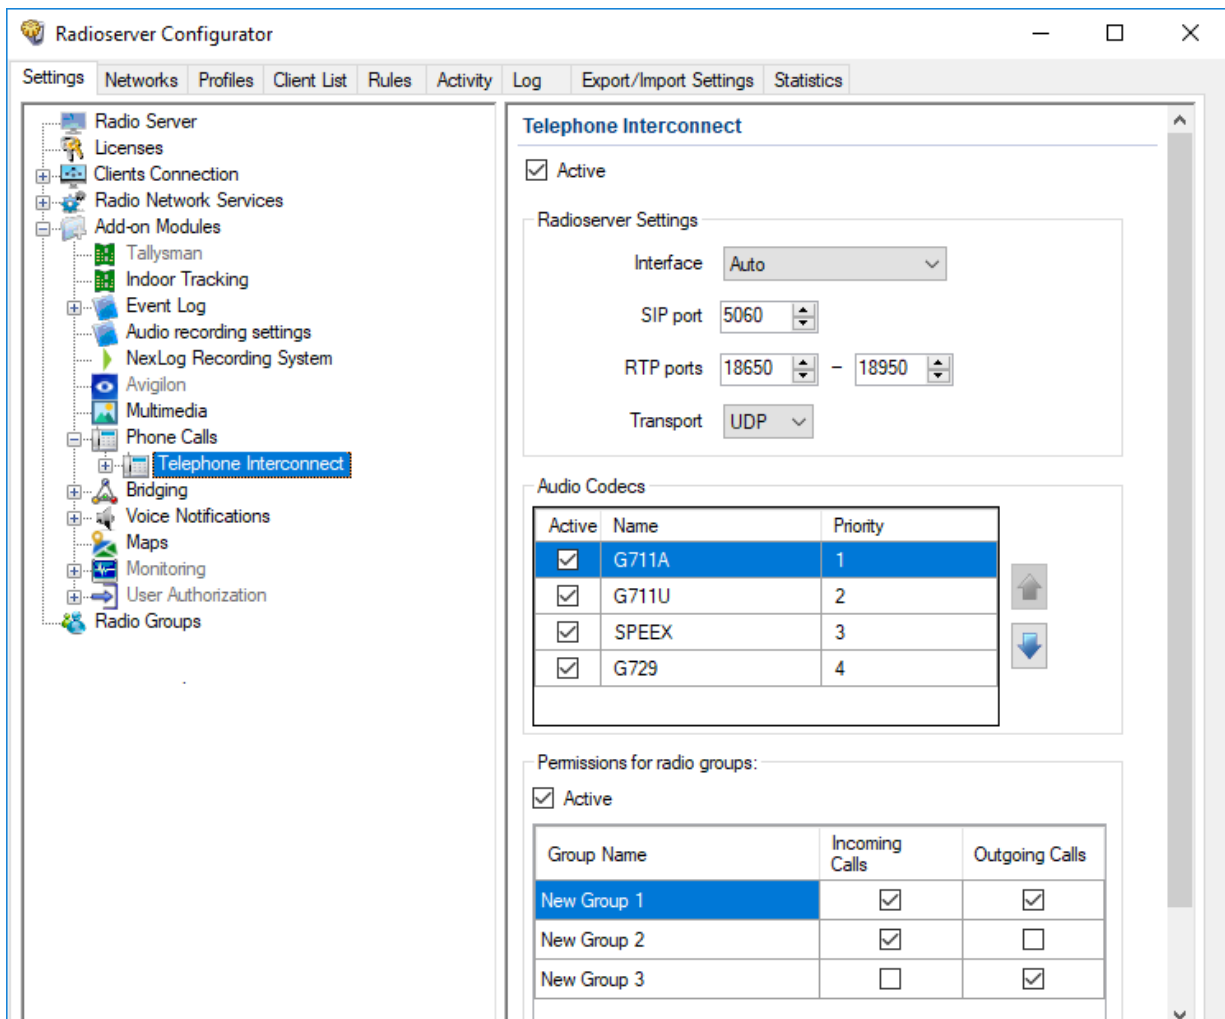 Radioserver Configurator
Settings Networks Profiles Client List Rules Activity Log Export/Import Settings Statistics
Radio Server
Licenses
Clients Connection
Radio Network Services
Add-on Modules
Tallysman
Indoor Tracking
Event Log
Audio recording settings
NexLog Recording System
Avigilon
Multimedia
Phone Calls
Telephone Interconnect
Bridging
Voice Notifications
Maps
Monitoring
User Authorization
Radio Groups
Telephone Interconnect
Active
Radioserver Settings
Interface Auto
SIP port 5060
RTP ports 18650 – 18950
Transport UDP
Audio Codecs
Active Name Priority
G711A 1
G711U 2
SPEEX 3
G729 4
Permissions for radio groups:
Active
Group Name Incoming Calls Outgoing Calls
New Group 1
New Group 2
New Group 3